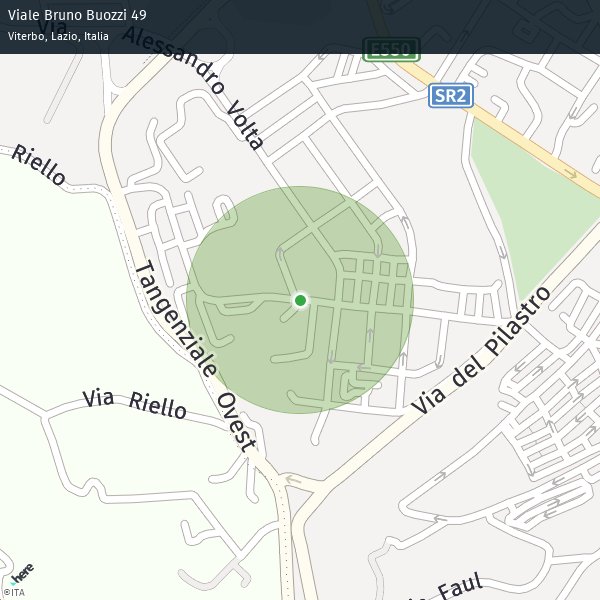 Viale Bruno Buozzi 49
Viterbo, Lazio, Italia
Via
Alessandro Volta
E550
SR2
Riello
Tangenziale Ovest
Via del Pilastro
Via Riello
Faul
here
©ITA